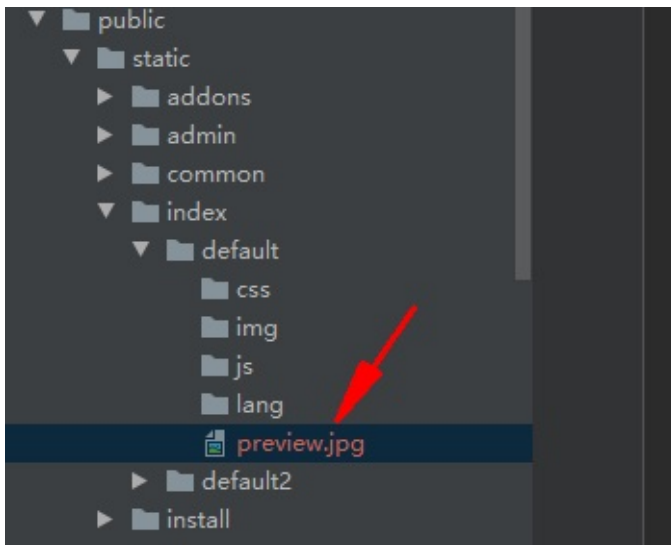 public
static
addons
admin
common
index
default
css
img
js
lang
preview.jpg
default2
install